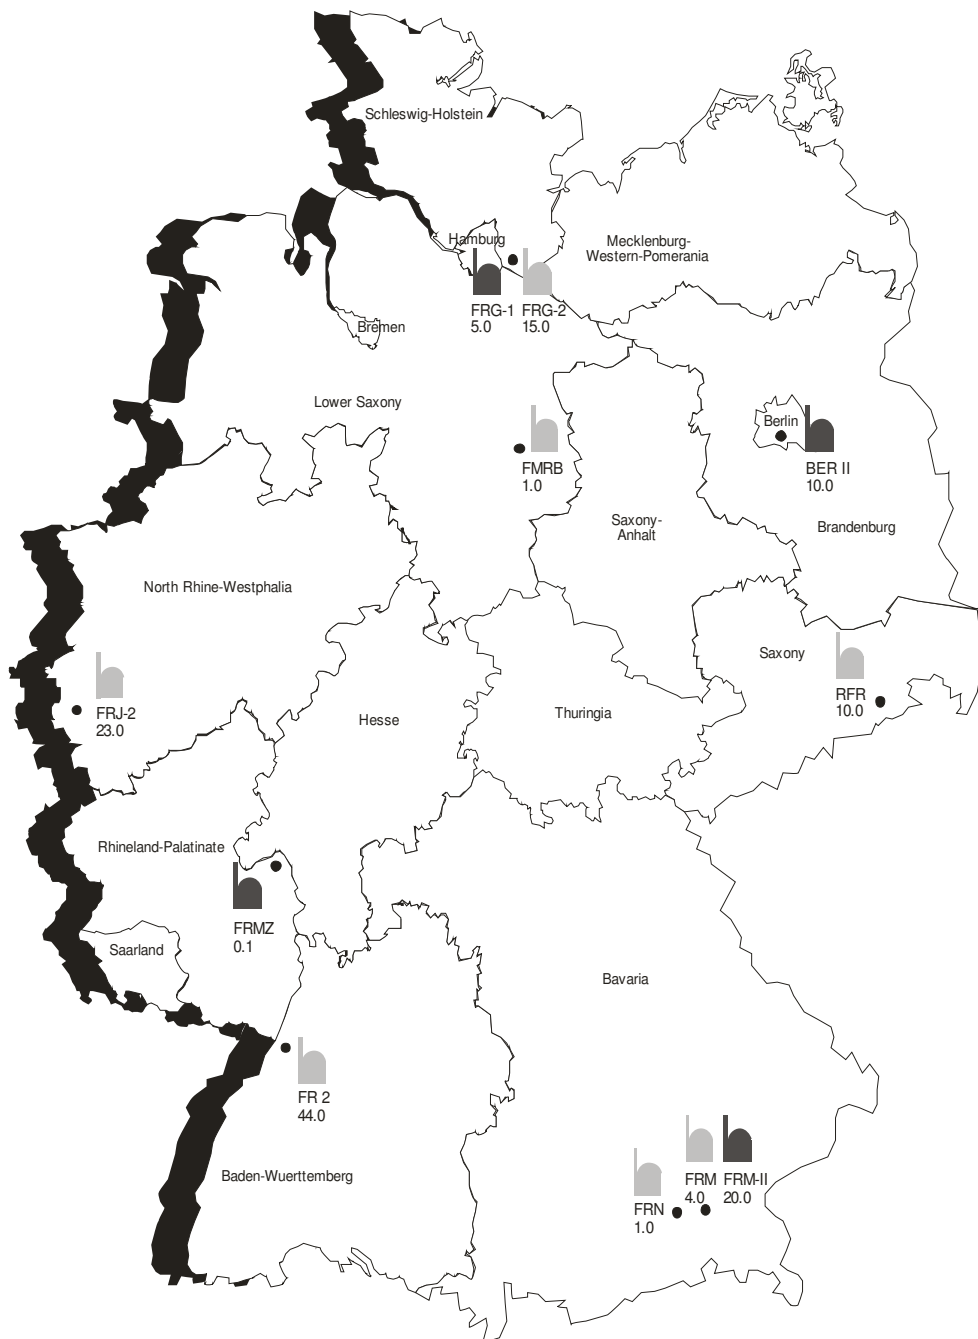 Schleswig-Holstein
Hamburg
Mecklenburg-
Western-Pomerania
FRG-1
5.0
FRG-2
15.0
Bremen
Lower Saxony
Berlin
FMRB
1.0
BER II
10.0
Saxony-
Anhalt
Brandenburg
North Rhine-Westphalia
Saxony
RFR
10.0
FRJ-2
23.0
Hesse
Thuringia
Rhineland-Palatinate
FRMZ
0.1
Saarland
Bavaria
FR 2
44.0
Baden-Wuerttemberg
FRM
4.0
FRM-II
20.0
FRN
1.0